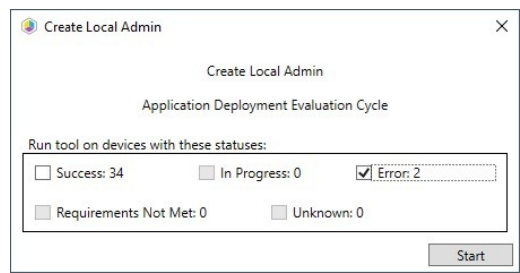 Create Local Admin
Create Local Admin
Application Deployment Evaluation Cycle
Run tool on devices with these statuses:
Success: 34 In Progress: 0 Error: 2
Requirements Not Met: 0 Unknown: 0
Start